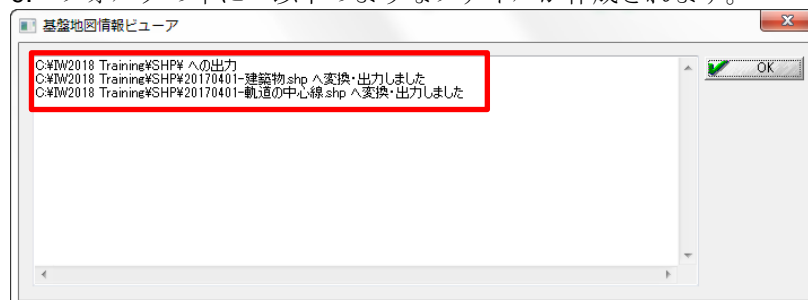 基盤地図情報ビューア
C:¥IW2018 Training¥SHP¥ への出力
C:¥IW2018 Training¥SHP¥20170401-建築物.shp へ変換・出力しました
C:¥IW2018 Training¥SHP¥20170401-軌道の中心線.shp へ変換・出力しました
OK